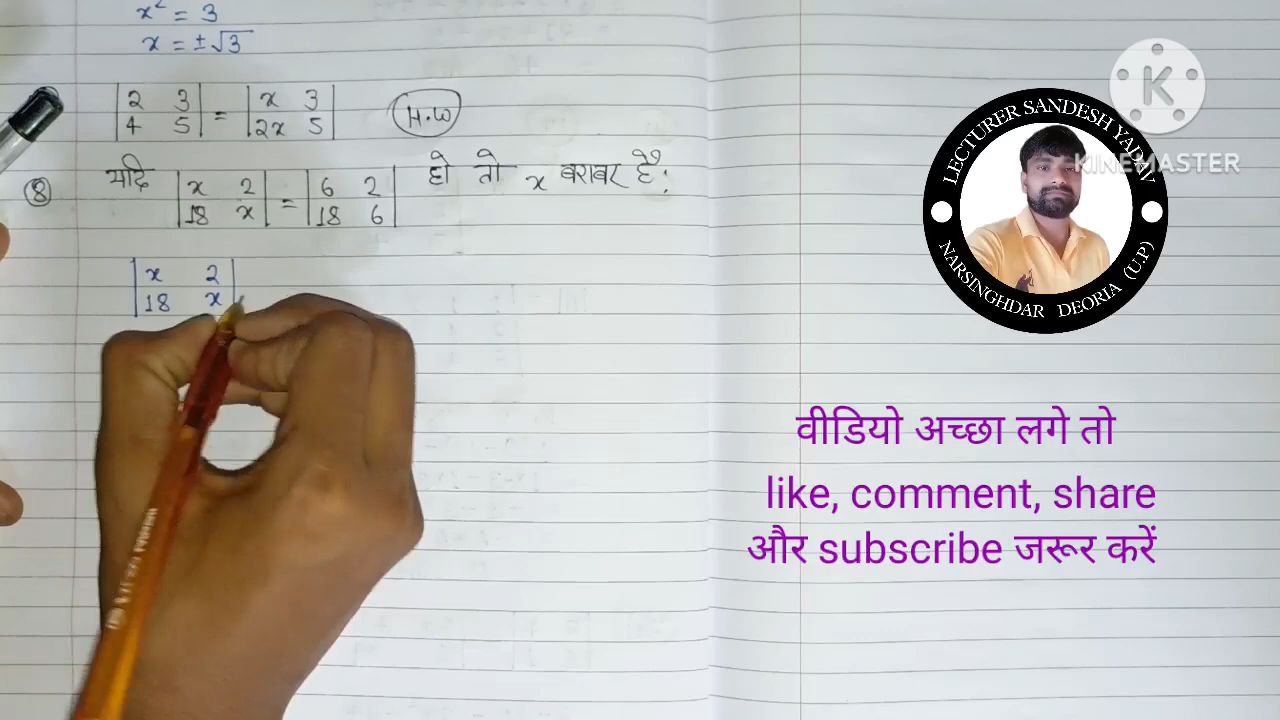 x² = 3
x = ±√3
|2 3| = |x 3| H.W
|4 5| |2x 5|
⑧ यदि |x 2| = |6 2| हो तो x बराबर है:
|18 x| |18 6|
|x 2|
|18 x|
KINEMASTER
LECTURER SANDESH YADAV
NARSINGHDAR DEORIA (U.P)
वीडियो अच्छा लगे तो
like, comment, share
और subscribe जरूर करें